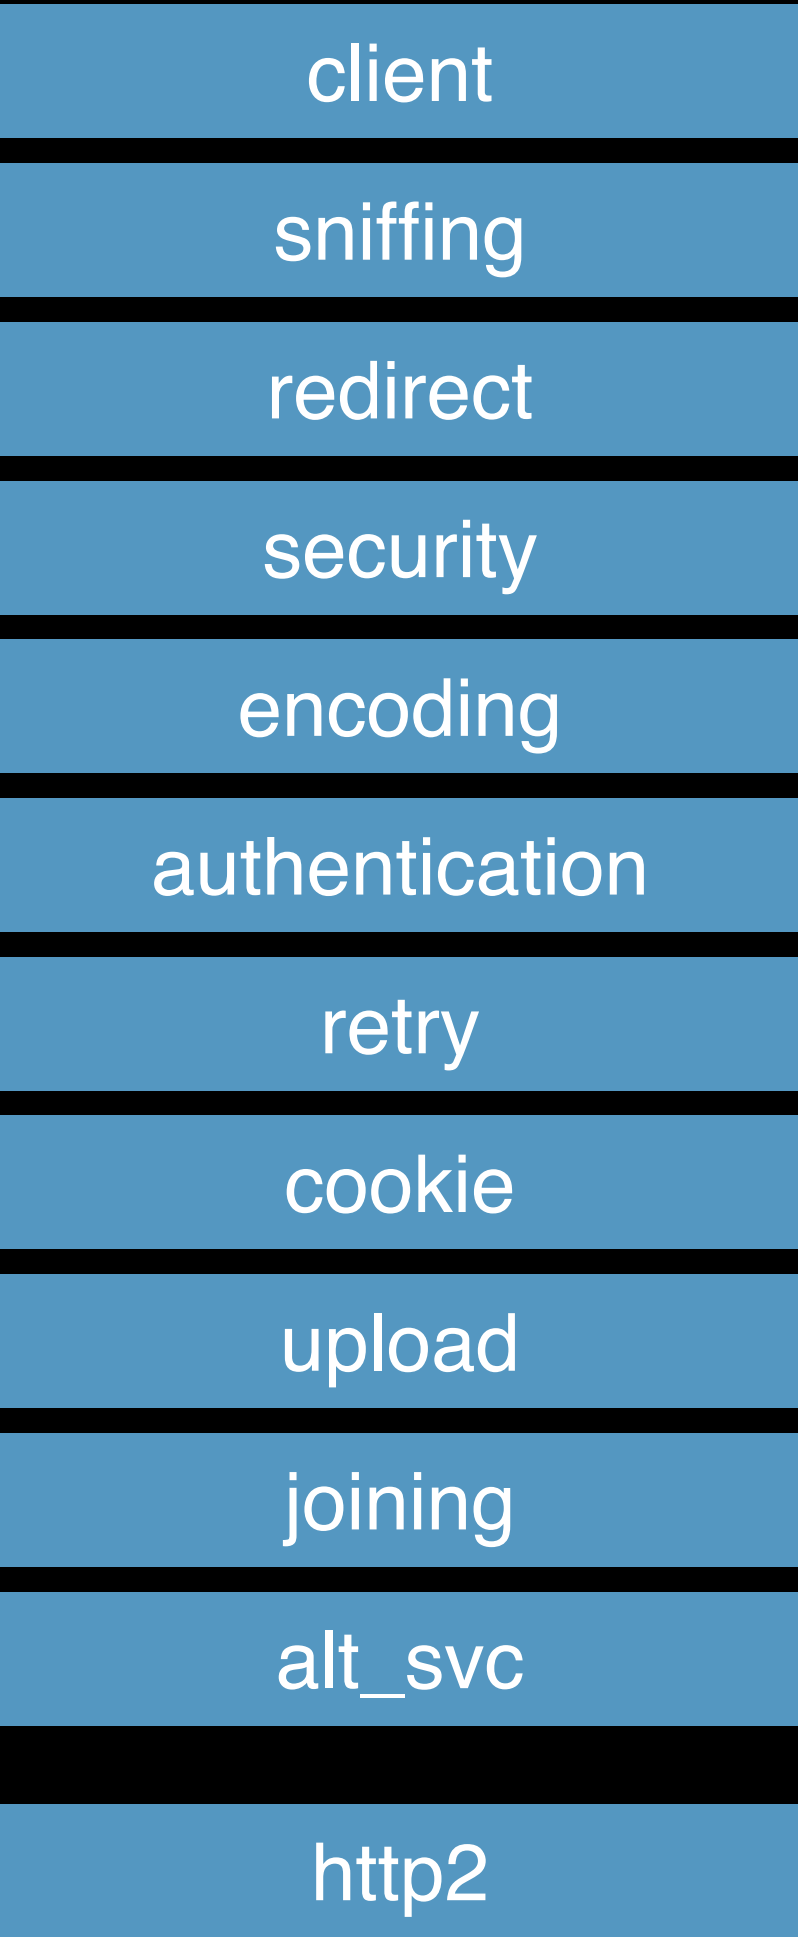 client
sniffing
redirect
security
encoding
authentication
retry
cookie
upload
joining
alt_svc
http2